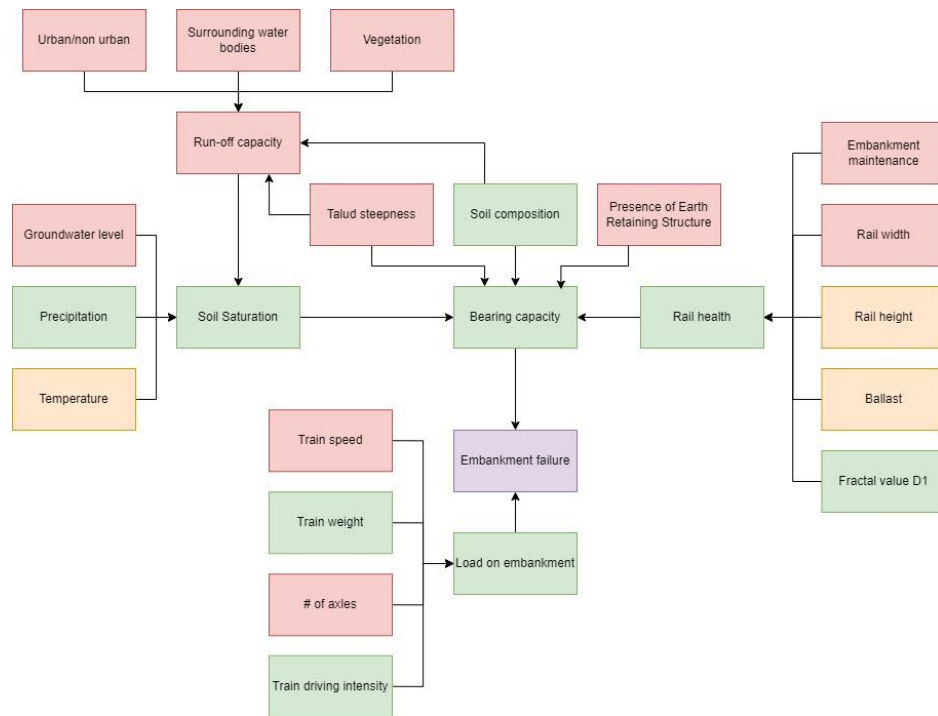 Urban/non urban
Surrounding water
bodies
Vegetation
Run-off capacity
Embankment
maintenance
Talud steepness
Soil composition
Presence of Earth
Retaining Structure
Groundwater level
Rail width
Precipitation
Soil Saturation
Bearing capacity
Rail health
Rail height
Temperature
Ballast
Train speed
Embankment failure
Fractal value D1
Train weight
Load on embankment
# of axles
Train driving intensity